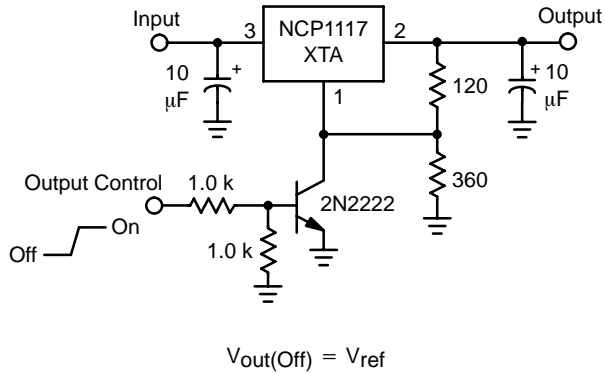 Input
Output
NCP1117
XTA
3
2
1
10
μF
+
+
10
μF
120
360
Output Control
1.0 k
2N2222
1.0 k
On
Off
Vout(Off) = Vref